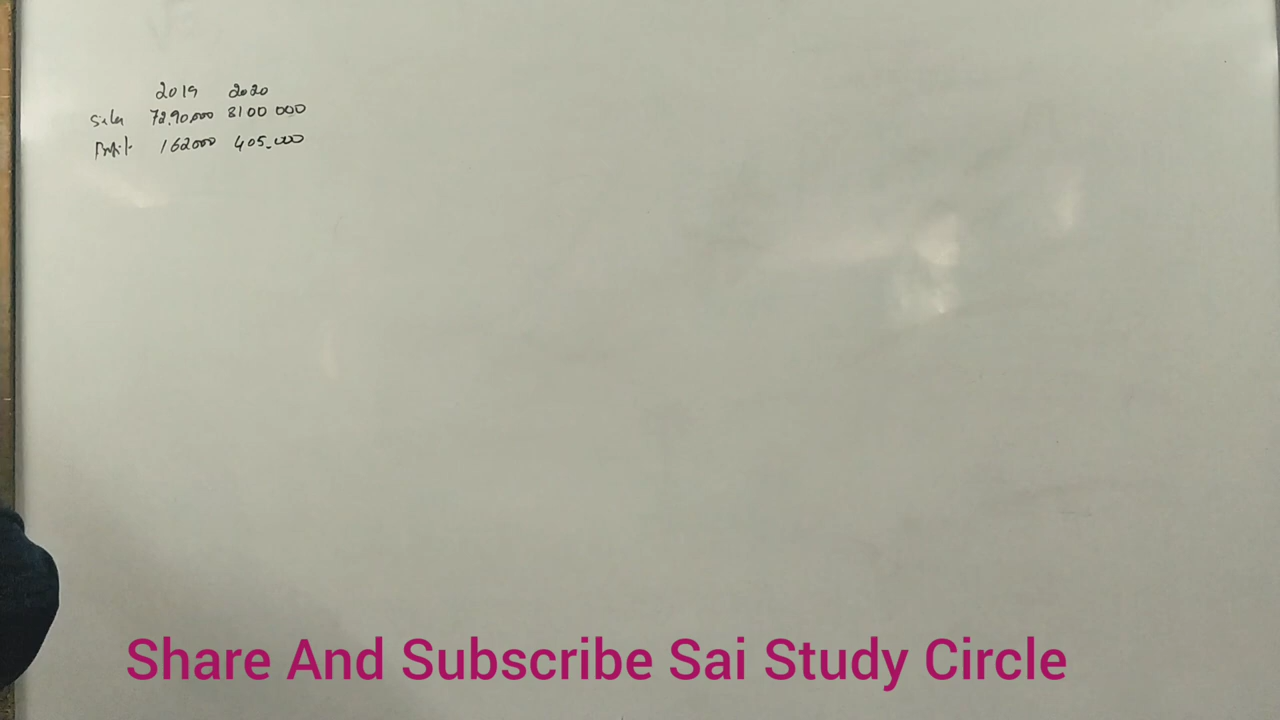 2019 2020
Sales 72,90,000 8100 000
Profit 162000 405,000
Share And Subscribe Sai Study Circle